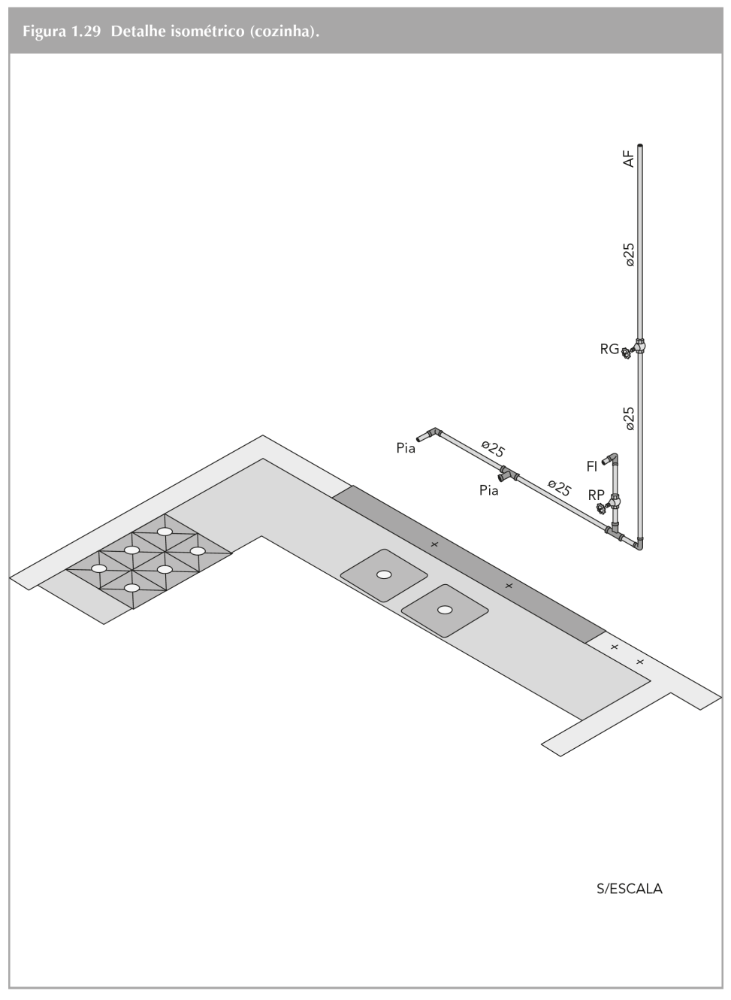 Figura 1.29 Detalhe isométrico (cozinha).
AF
ø25
RG
ø25
Pia
ø25
FI
Pia
ø25
RP
S/ESCALA